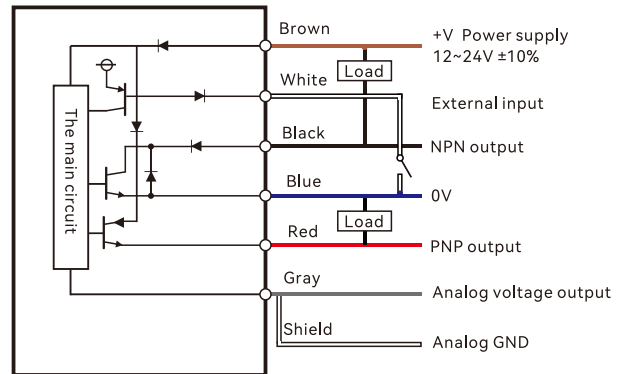 Brown
+V Power supply
12~24V ±10%
Load
White
External input
The main circuit
Black
NPN output
Blue
0V
Load
Red
PNP output
Gray
Analog voltage output
Shield
Analog GND